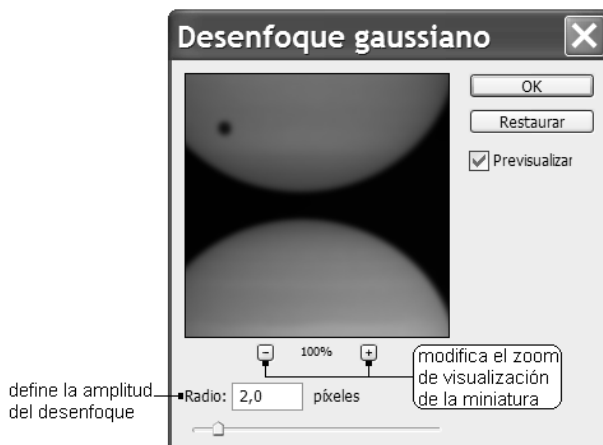 Desenfoque gaussiano
OK
Restaurar
Previsualizar
- 100% +
modifica el zoom
de visualización
de la miniatura
define la amplitud
del desenfoque
Radio: 2,0 píxeles